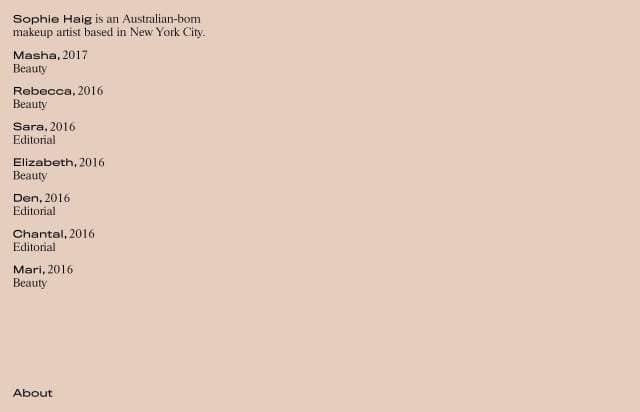 Sophie Haig is an Australian-born
makeup artist based in New York City.
Masha, 2017
Beauty
Rebecca, 2016
Beauty
Sara, 2016
Editorial
Elizabeth, 2016
Beauty
Den, 2016
Editorial
Chantal, 2016
Editorial
Mari, 2016
Beauty
About